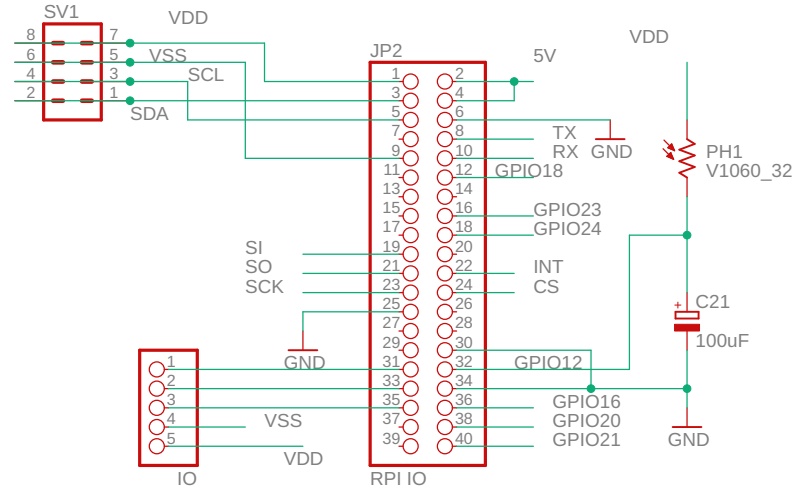 SV1
VDD
8 7
6 5 VSS
4 3 SCL
2 1
SDA
JP2
5V
VDD
1 2
3 4
5 6
GND
7 8 TX
9 10 RX
11 12 GPIO18
13 14
15 16 GPIO23
17 18 GPIO24
PH1
V1060_32
SI 19 20
SO 21 22 INT
SCK 23 24 CS
25 26
27 28
GND
29 30
31 32 GPIO12
33 34
35 36 GPIO16
37 38 GPIO20
39 40 GPIO21
+ C21
100uF
GND
1
2
3
4 VSS
5
VDD
IO
RPI IO